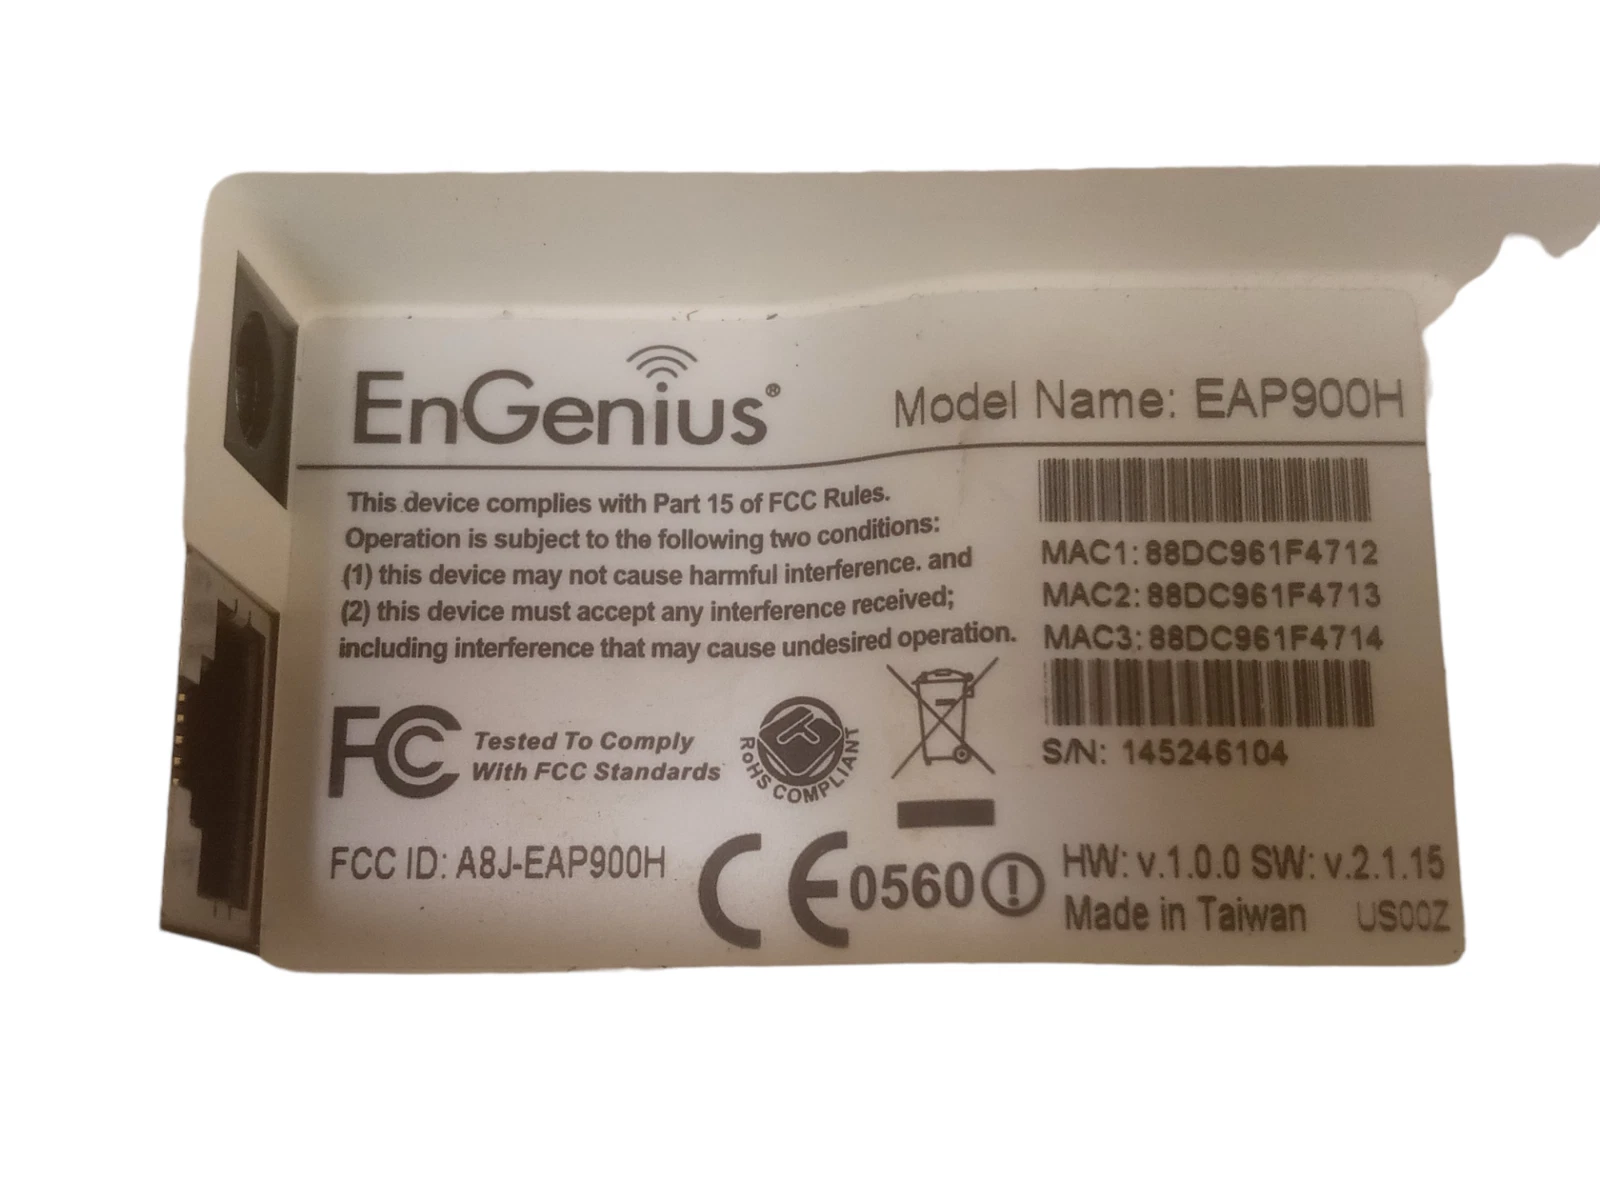 EnGenius®
Model Name: EAP900H
This device complies with Part 15 of FCC Rules.
Operation is subject to the following two conditions:
(1) this device may not cause harmful interference. and
(2) this device must accept any interference received;
including interference that may cause undesired operation.
MAC1: 88DC961F4712
MAC2: 88DC961F4713
MAC3: 88DC961F4714
S/N: 145246104
FC Tested To Comply
With FCC Standards
RoHS COMPLIANT
FCC ID: A8J-EAP900H
CE 0560
HW: v.1.0.0 SW: v.2.1.15
Made in Taiwan US00Z